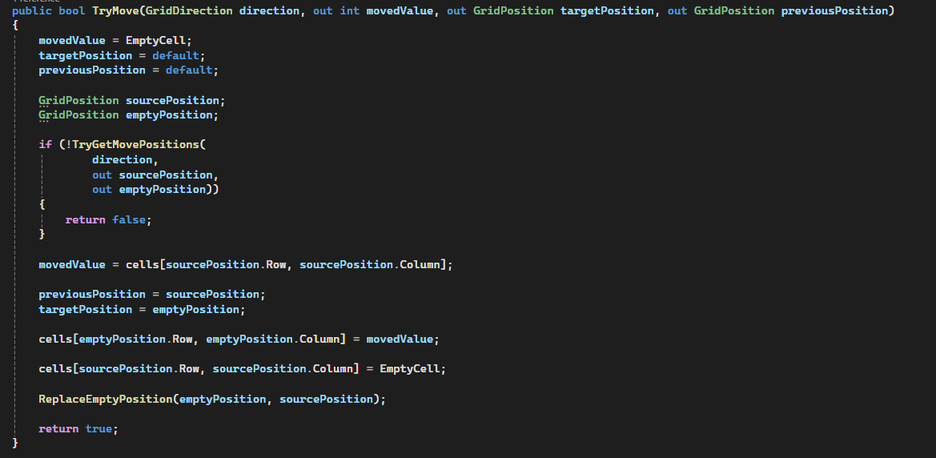 public bool TryMove(GridDirection direction, out int movedValue, out GridPosition targetPosition, out GridPosition previousPosition)
{
movedValue = EmptyCell;
targetPosition = default;
previousPosition = default;
GridPosition sourcePosition;
GridPosition emptyPosition;
if (!TryGetMovePositions(
direction,
out sourcePosition,
out emptyPosition))
{
return false;
}
movedValue = cells[sourcePosition.Row, sourcePosition.Column];
previousPosition = sourcePosition;
targetPosition = emptyPosition;
cells[emptyPosition.Row, emptyPosition.Column] = movedValue;
cells[sourcePosition.Row, sourcePosition.Column] = EmptyCell;
ReplaceEmptyPosition(emptyPosition, sourcePosition);
return true;
}